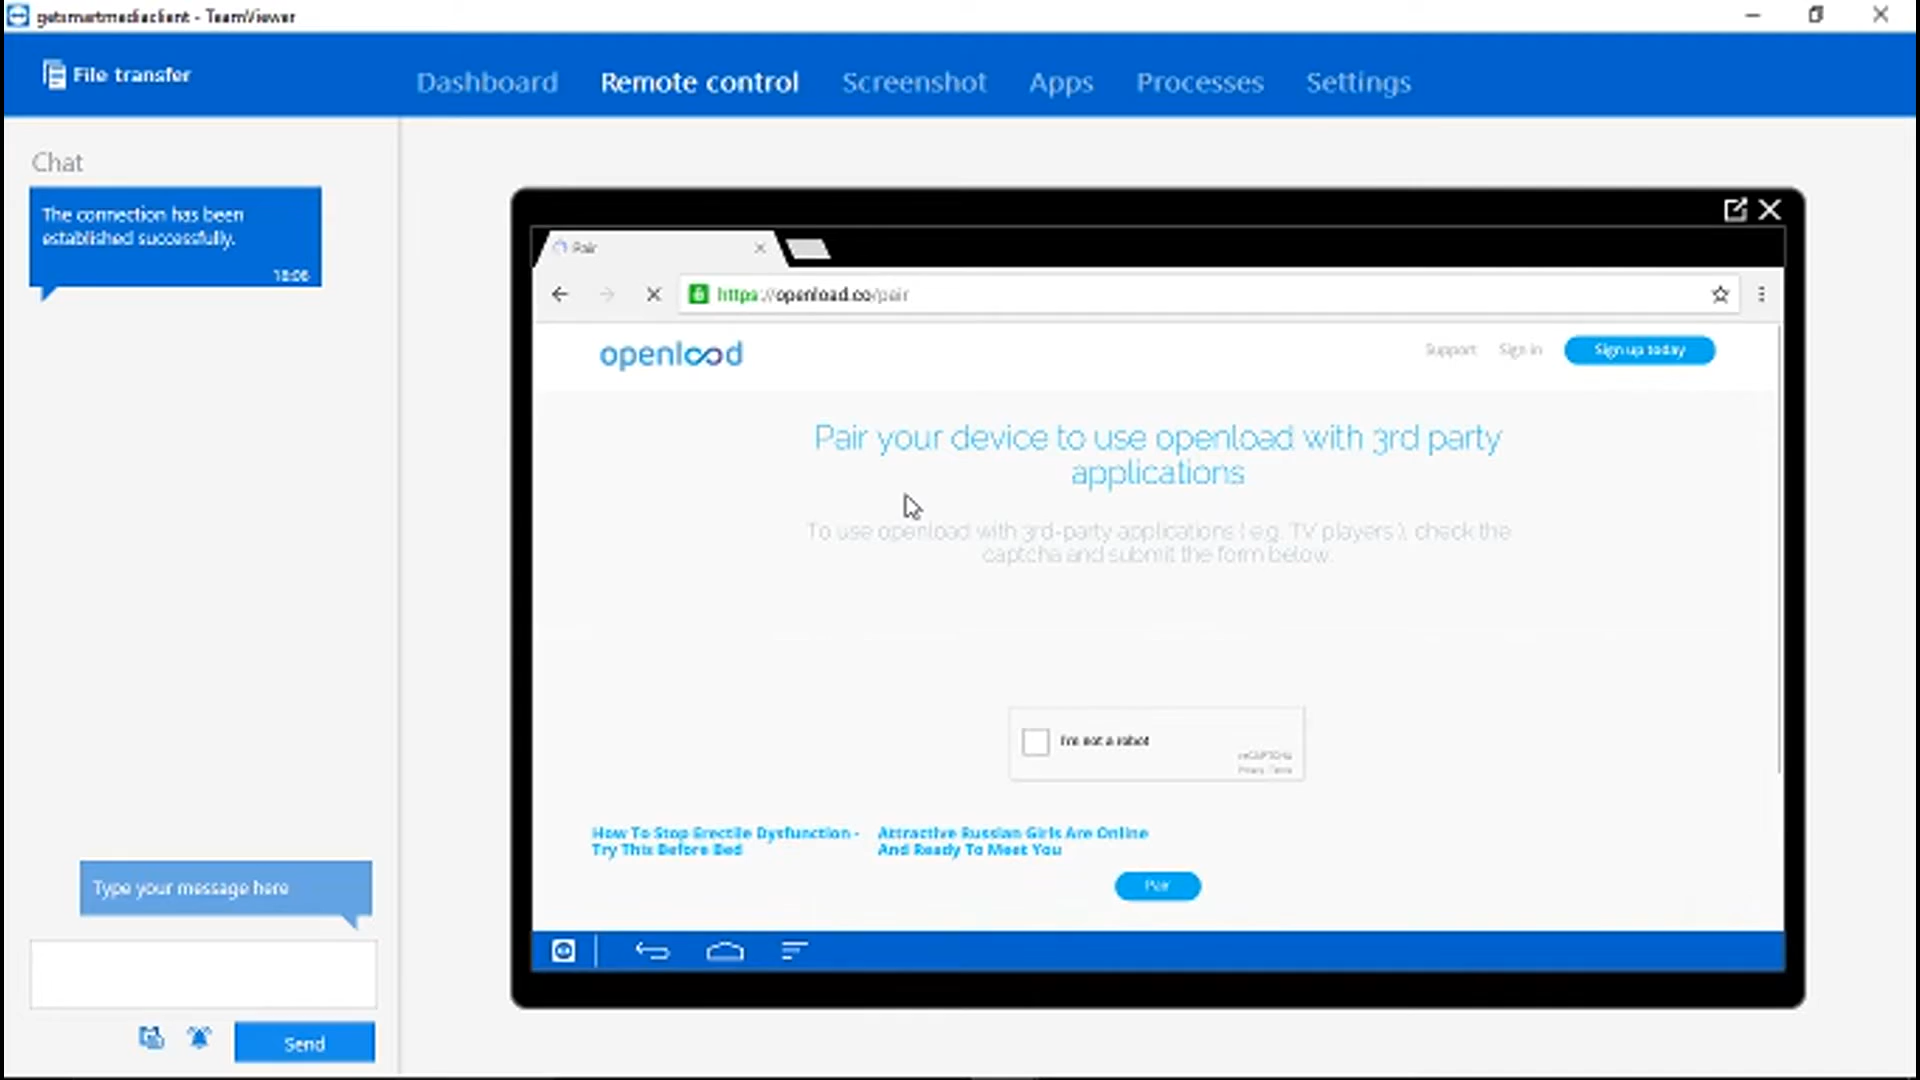 getsmartmediaclient - TeamViewer
File transfer
Dashboard
Remote control
Screenshot
Apps
Processes
Settings
Chat
The connection has been
established successfully.
18:06
Pair
https://openload.co/pair
openload
Support
Sign in
Sign up today
Pair your device to use openload with 3rd party
applications
To use openload with 3rd-party applications ( e.g. TV players ), check the
captcha and submit the form below.
I'm not a robot
reCAPTCHA
Privacy - Terms
How To Stop Erectile Dysfunction -
Try This Before Bed
Attractive Russian Girls Are Online
And Ready To Meet You
Pair
Type your message here
Send